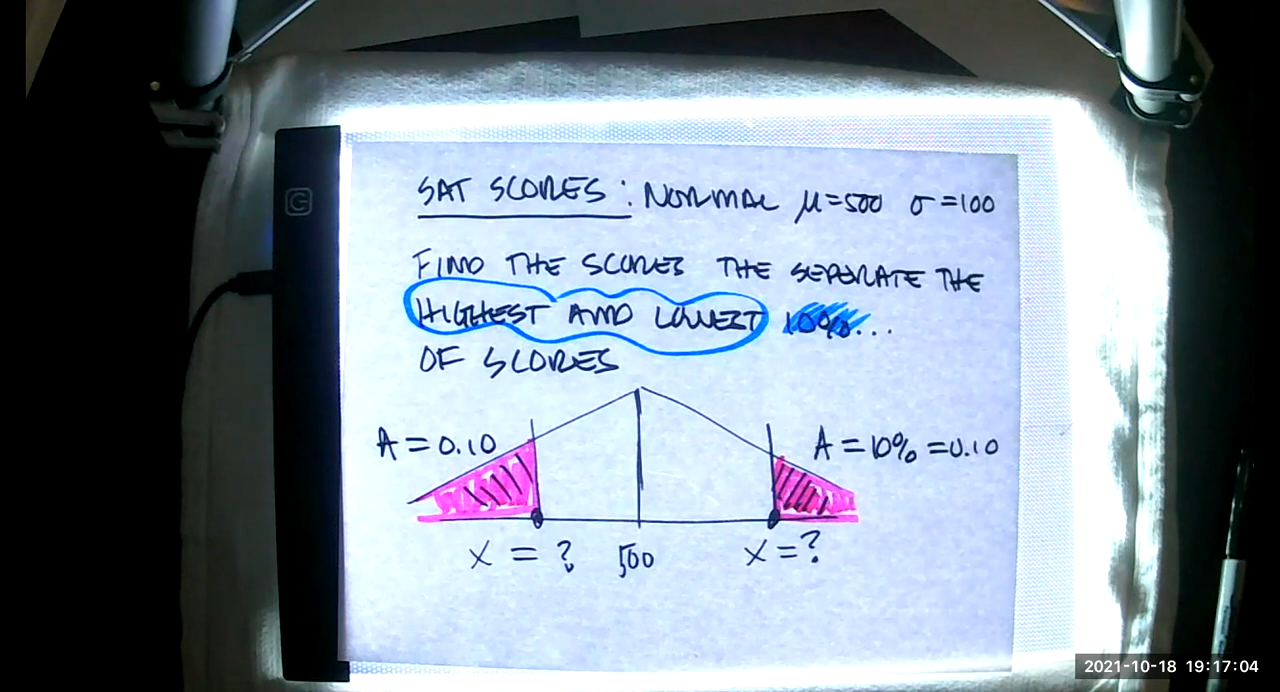 SAT SCORES : NORMAL μ=500 σ=100
FIND THE SCORES THE SEPERATE THE
HIGHEST AND LOWEST 10%...
OF SCORES
A = 0.10
A = 10% = 0.10
X = ? 500 X = ?
2021-10-18 19:17:04